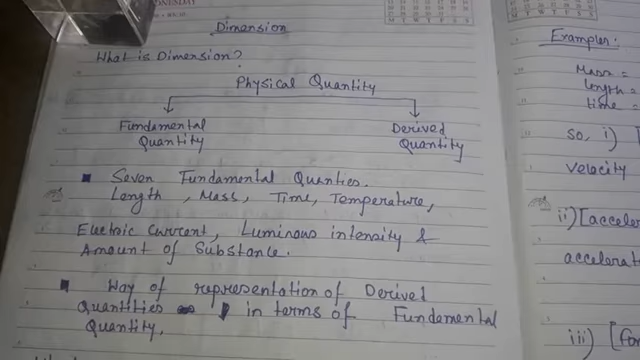 Dimension
What is Dimension?
Physical Quantity
Fundamental Quantity
Derived Quantity
Seven Fundamental Quanties.
Length, Mass, Time, Temperature,
Electric Current, Luminous intensity &
Amount of Substance.
Way of representation of Derived
Quantities in terms of Fundamental
Quantity.
Examples:
Mass =
length =
time =
so, i)
velocity
ii) [acceler
accelerat
iii) [for